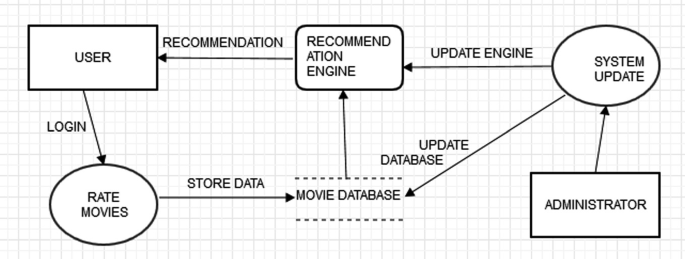 USER
RECOMMENDATION
RECOMMEND
ATION
ENGINE
UPDATE ENGINE
SYSTEM
UPDATE
LOGIN
UPDATE
DATABASE
RATE
MOVIES
STORE DATA
MOVIE DATABASE
ADMINISTRATOR